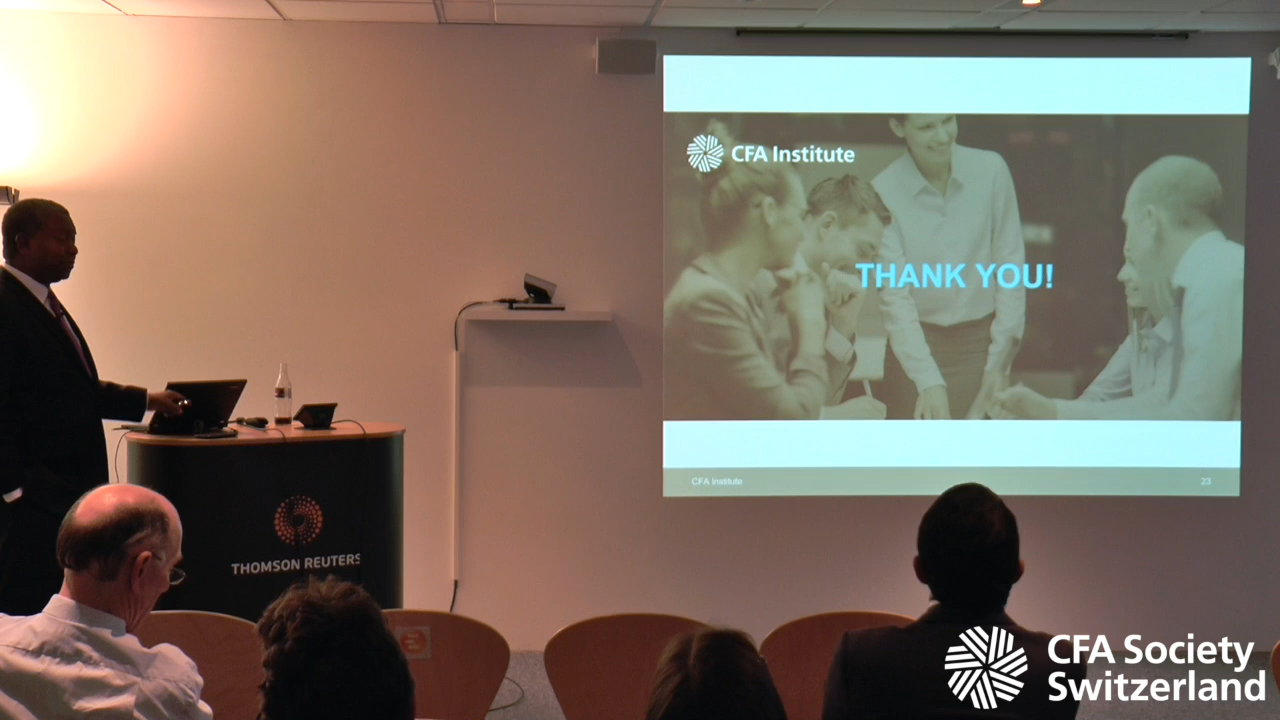 CFA Institute
THANK YOU!
CFA Institute 23
THOMSON REUTERS
CFA Society
Switzerland